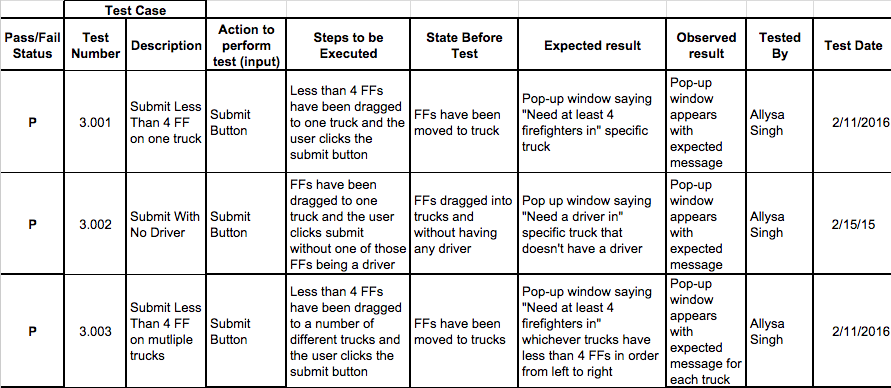 Test Case
Pass/Fail
Status
Test
Number
Description
Action to
perform
test (input)
Steps to be
Executed
State Before
Test
Expected result
Observed
result
Tested
By
Test Date
P
3.001
Submit Less
Than 4 FF
on one truck
Submit
Button
Less than 4 FFs
have been dragged
to one truck and the
user clicks the
submit button
FFs have been
moved to truck
Pop-up window saying
"Need at least 4
firefighters in" specific
truck
Pop-up
window
appears
with
expected
message
Allysa
Singh
2/11/2016
P
3.002
Submit With
No Driver
Submit
Button
FFs have been
dragged to one
truck and the user
clicks submit
without one of those
FFs being a driver
FFs dragged into
trucks and
without having
any driver
Pop up window saying
"Need a driver in"
specific truck that
doesn't have a driver
Pop-up
window
appears
with
expected
message
Allysa
Singh
2/15/15
P
3.003
Submit Less
Than 4 FF
on mutliple
trucks
Submit
Button
Less than 4 FFs
have been dragged
to a number of
different trucks and
the user clicks the
submit button
FFs have been
moved to trucks
Pop-up window saying
"Need at least 4
firefighters in"
whichever trucks have
less than 4 FFs in order
from left to right
Pop-up
window
appears
with
expected
message for
each truck
Allysa
Singh
2/11/2016